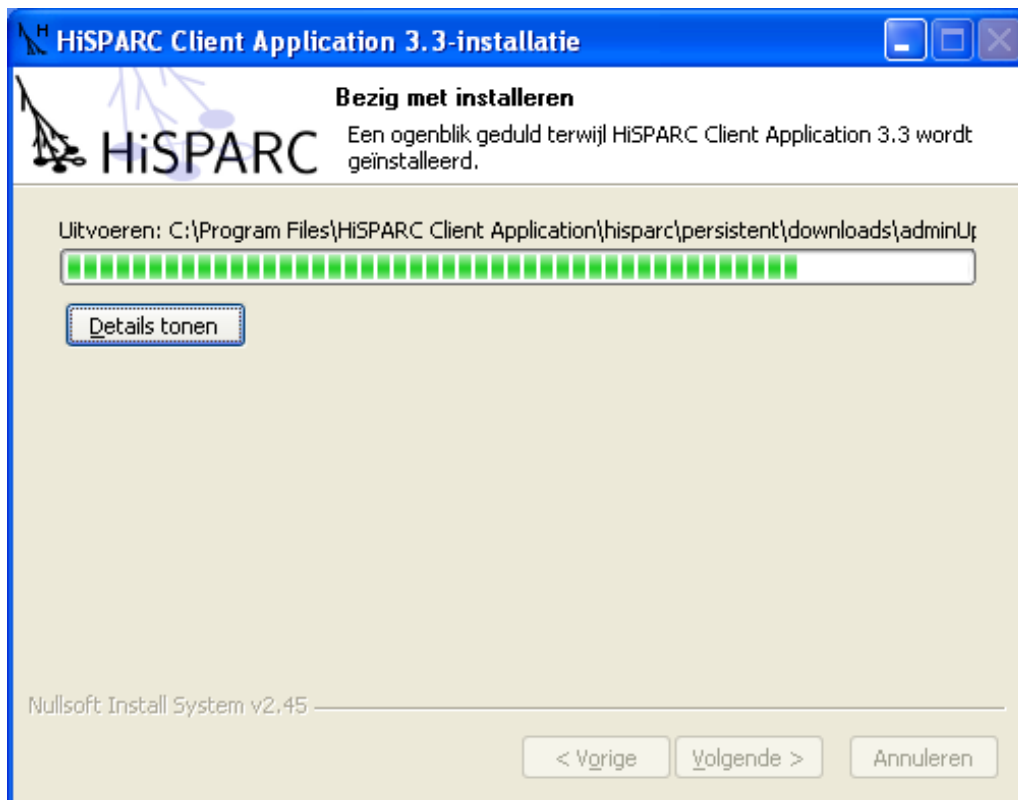 HiSPARC Client Application 3.3-installatie
HiSPARC
Bezig met installeren
Een ogenblik geduld terwijl HiSPARC Client Application 3.3 wordt
geïnstalleerd.
Uitvoeren: C:\Program Files\HiSPARC Client Application\hisparc\persistent\downloads\adminUp
Details tonen
Nullsoft Install System v2.45
< Vorige
Volgende >
Annuleren